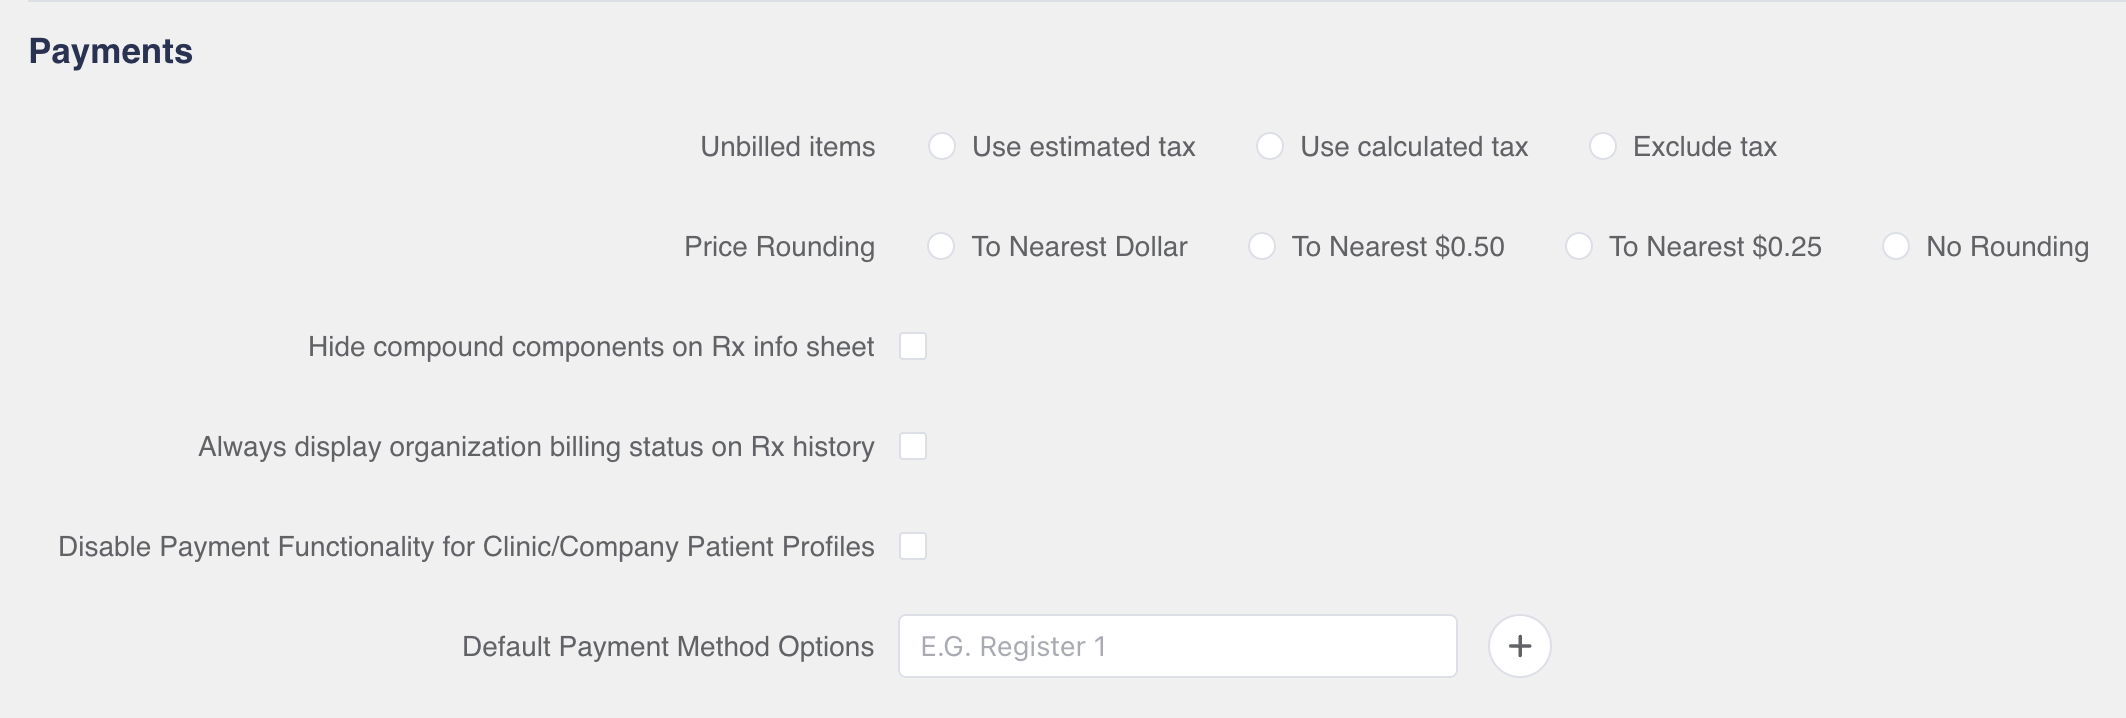 Payments
Unbilled items Use estimated tax Use calculated tax Exclude tax
Price Rounding To Nearest Dollar To Nearest $0.50 To Nearest $0.25 No Rounding
Hide compound components on Rx info sheet
Always display organization billing status on Rx history
Disable Payment Functionality for Clinic/Company Patient Profiles
Default Payment Method Options E.G. Register 1 +